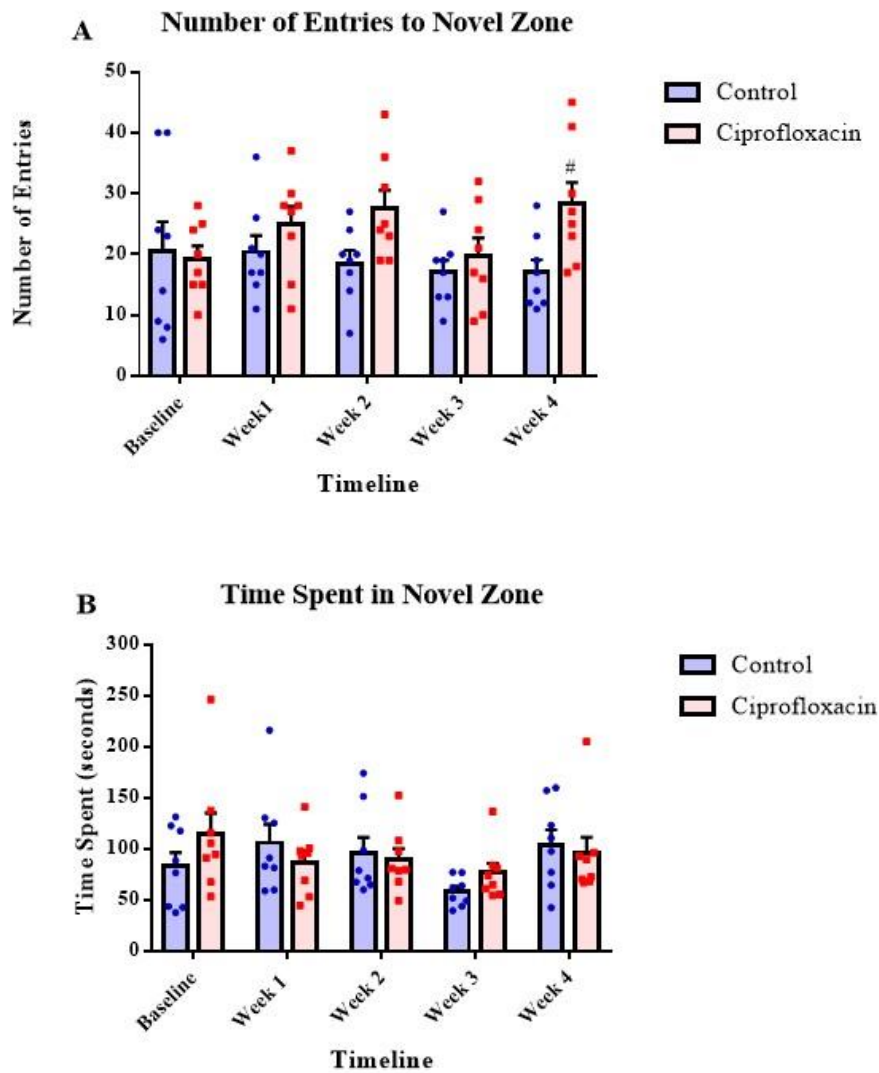 A
Number of Entries to Novel Zone
Number of Entries
50
40
30
20
10
0
#
Control
Ciprofloxacin
Baseline
Week1
Week 2
Week 3
Week 4
Timeline
B
Time Spent in Novel Zone
Time Spent (seconds)
300
250
200
150
100
50
0
Control
Ciprofloxacin
Baseline
Week 1
Week 2
Week 3
Week 4
Timeline